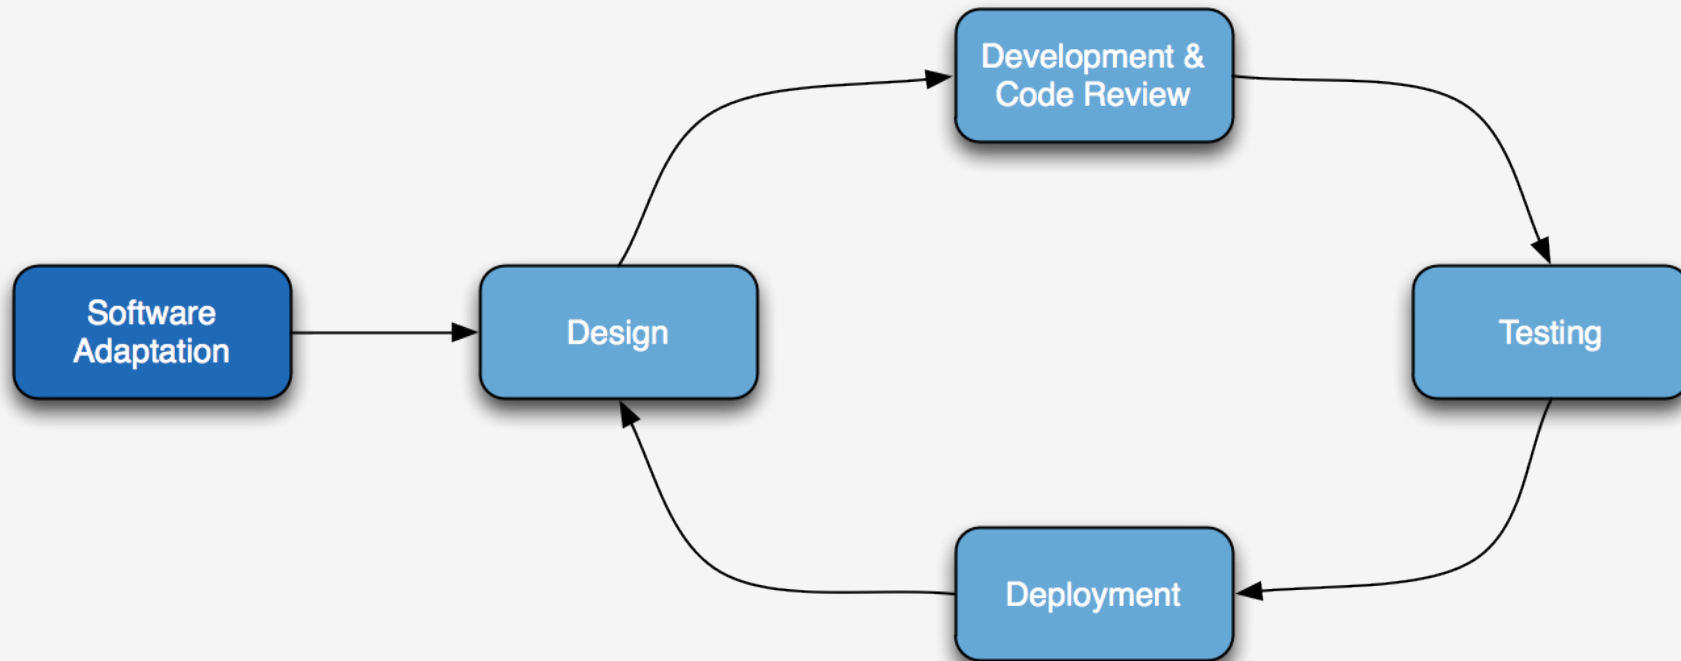 Development &
Code Review
Software
Adaptation
Design
Testing
Deployment